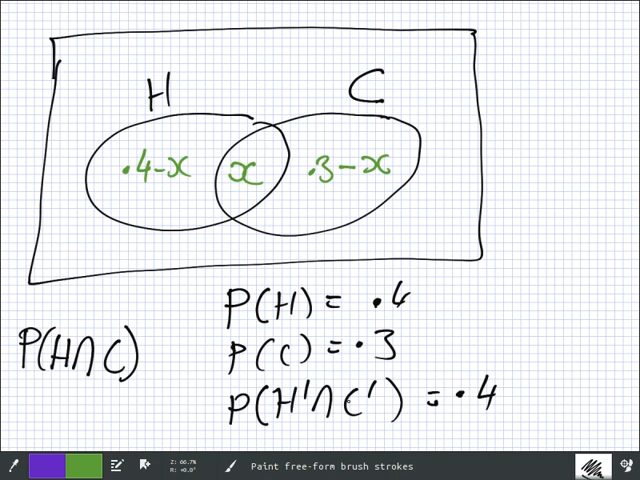 H C
.4-x x .3-x
P(H) = .4
P(H∩C) P(C) = .3
P(H'∩C') = .4
Z: 66.7%
R: +0.0°
Paint free-form brush strokes